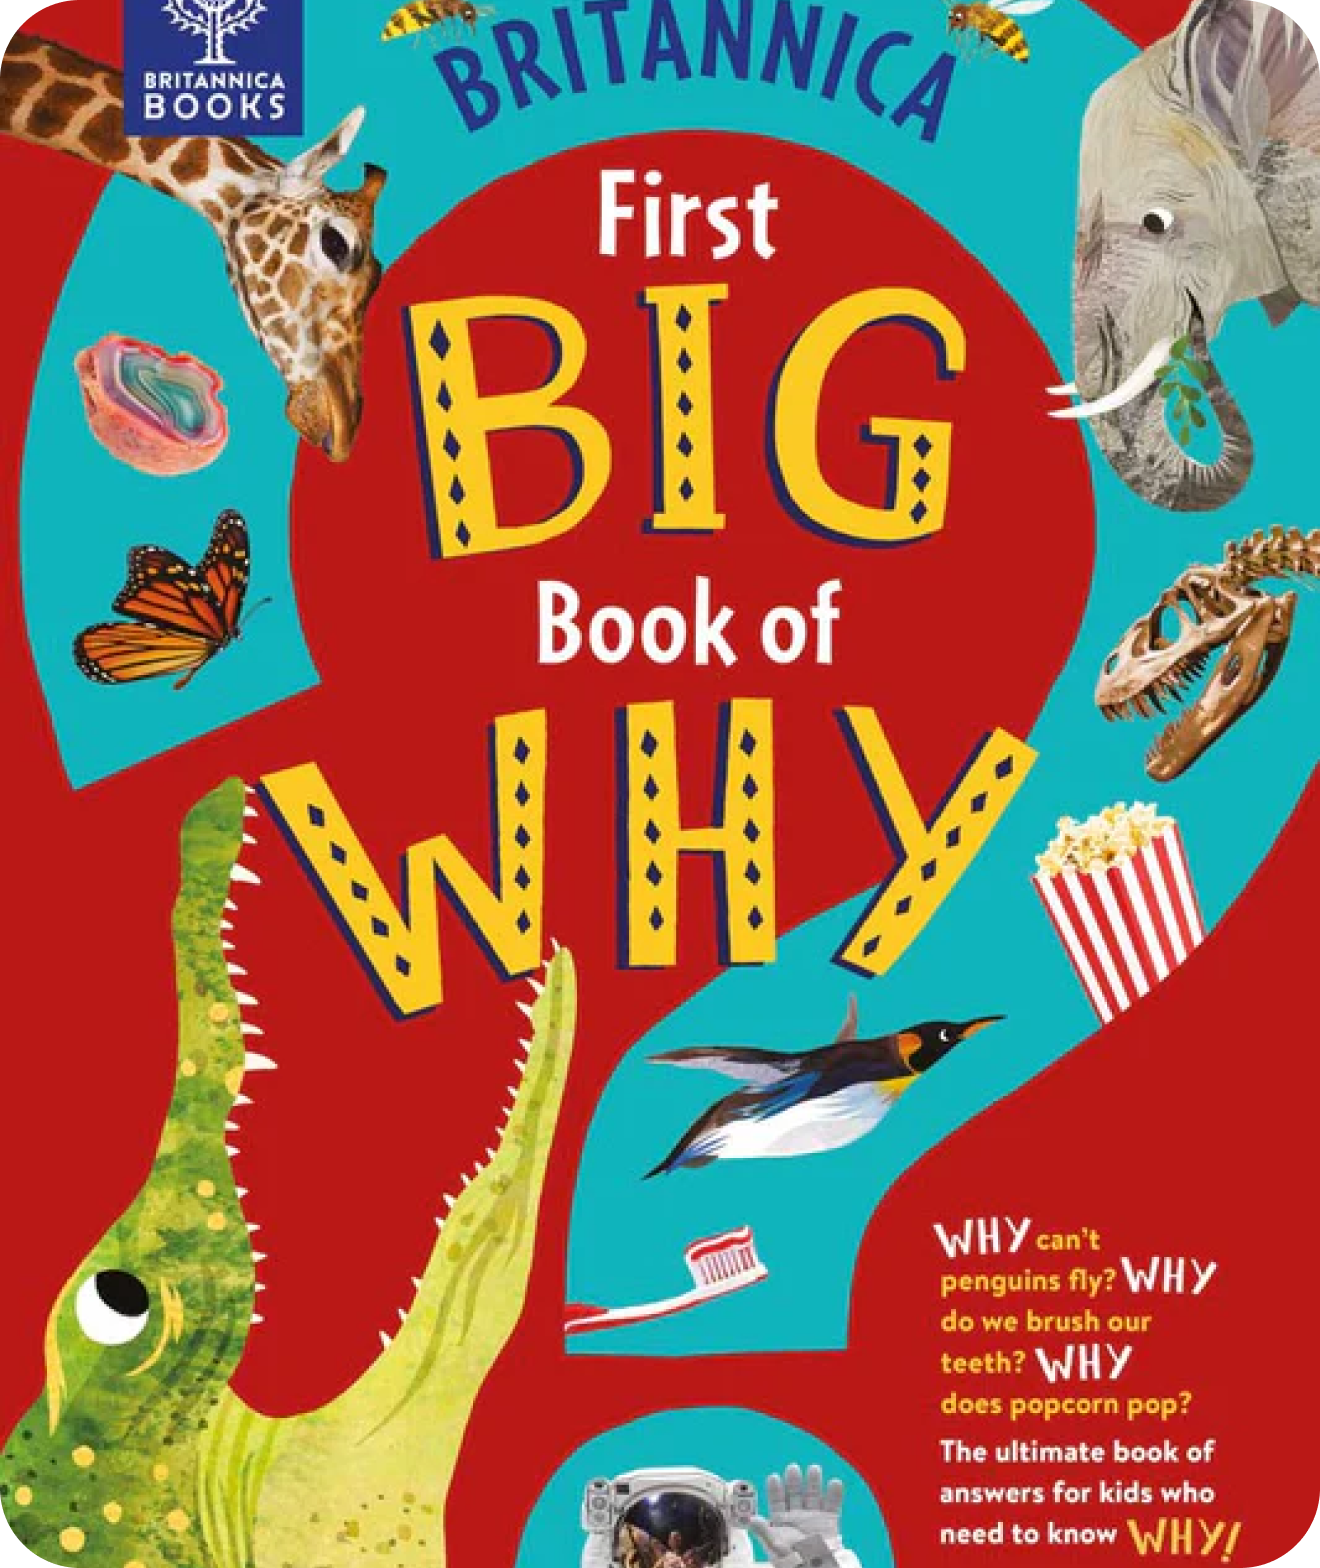 BRITANNICA
BOOKS
BRITANNICA
First
BIG
Book of
WHY
WHY can't
penguins fly? WHY
do we brush our
teeth? WHY
does popcorn pop?
The ultimate book of
answers for kids who
need to know WHY!